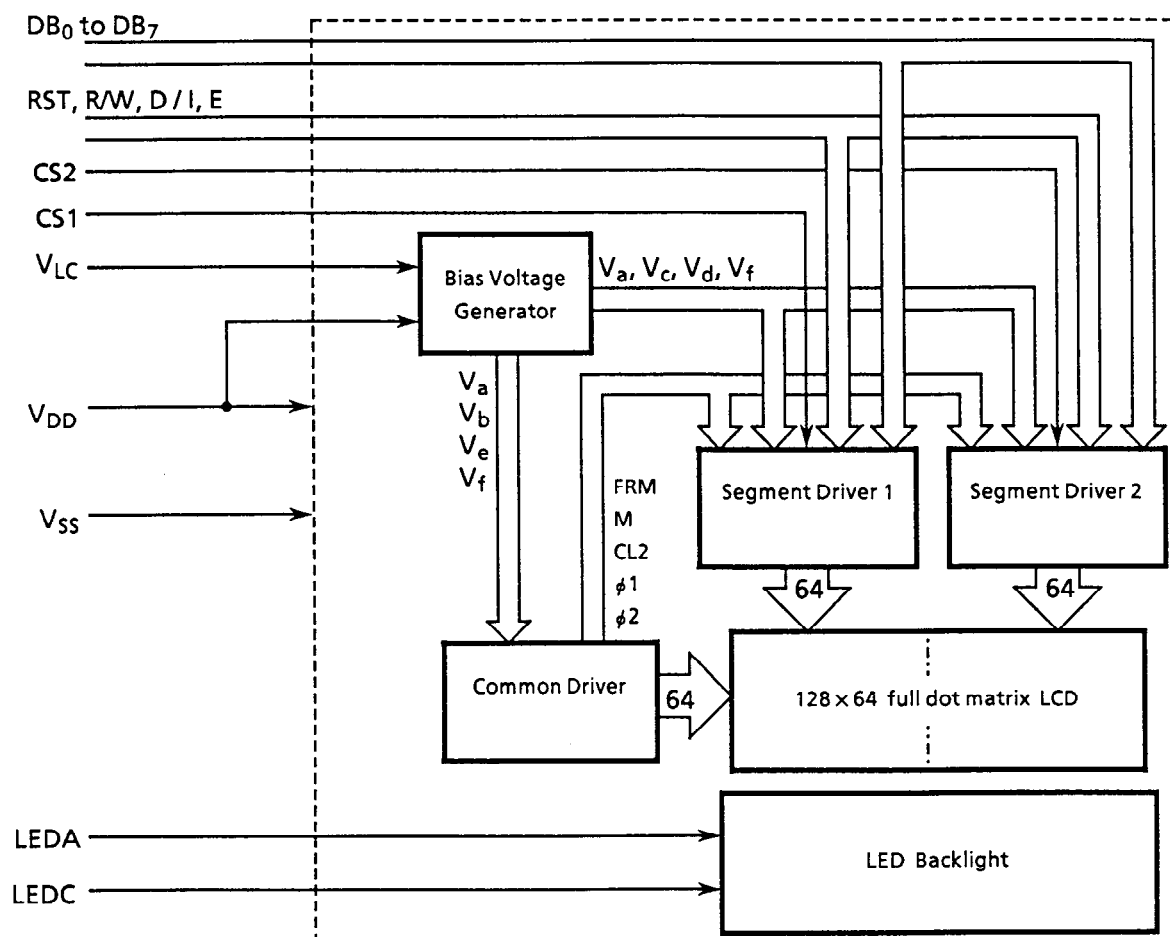 DB0 to DB7
RST, R/W, D / I, E
CS2
CS1
VLC
Bias Voltage
Generator
Va, Vc, Vd, Vf
VDD
Va
Vb
Ve
Vf
VSS
FRM
M
CL2
ϕ1
ϕ2
Segment Driver 1
Segment Driver 2
64
64
Common Driver
64
128 × 64 full dot matrix LCD
LEDA
LEDC
LED Backlight